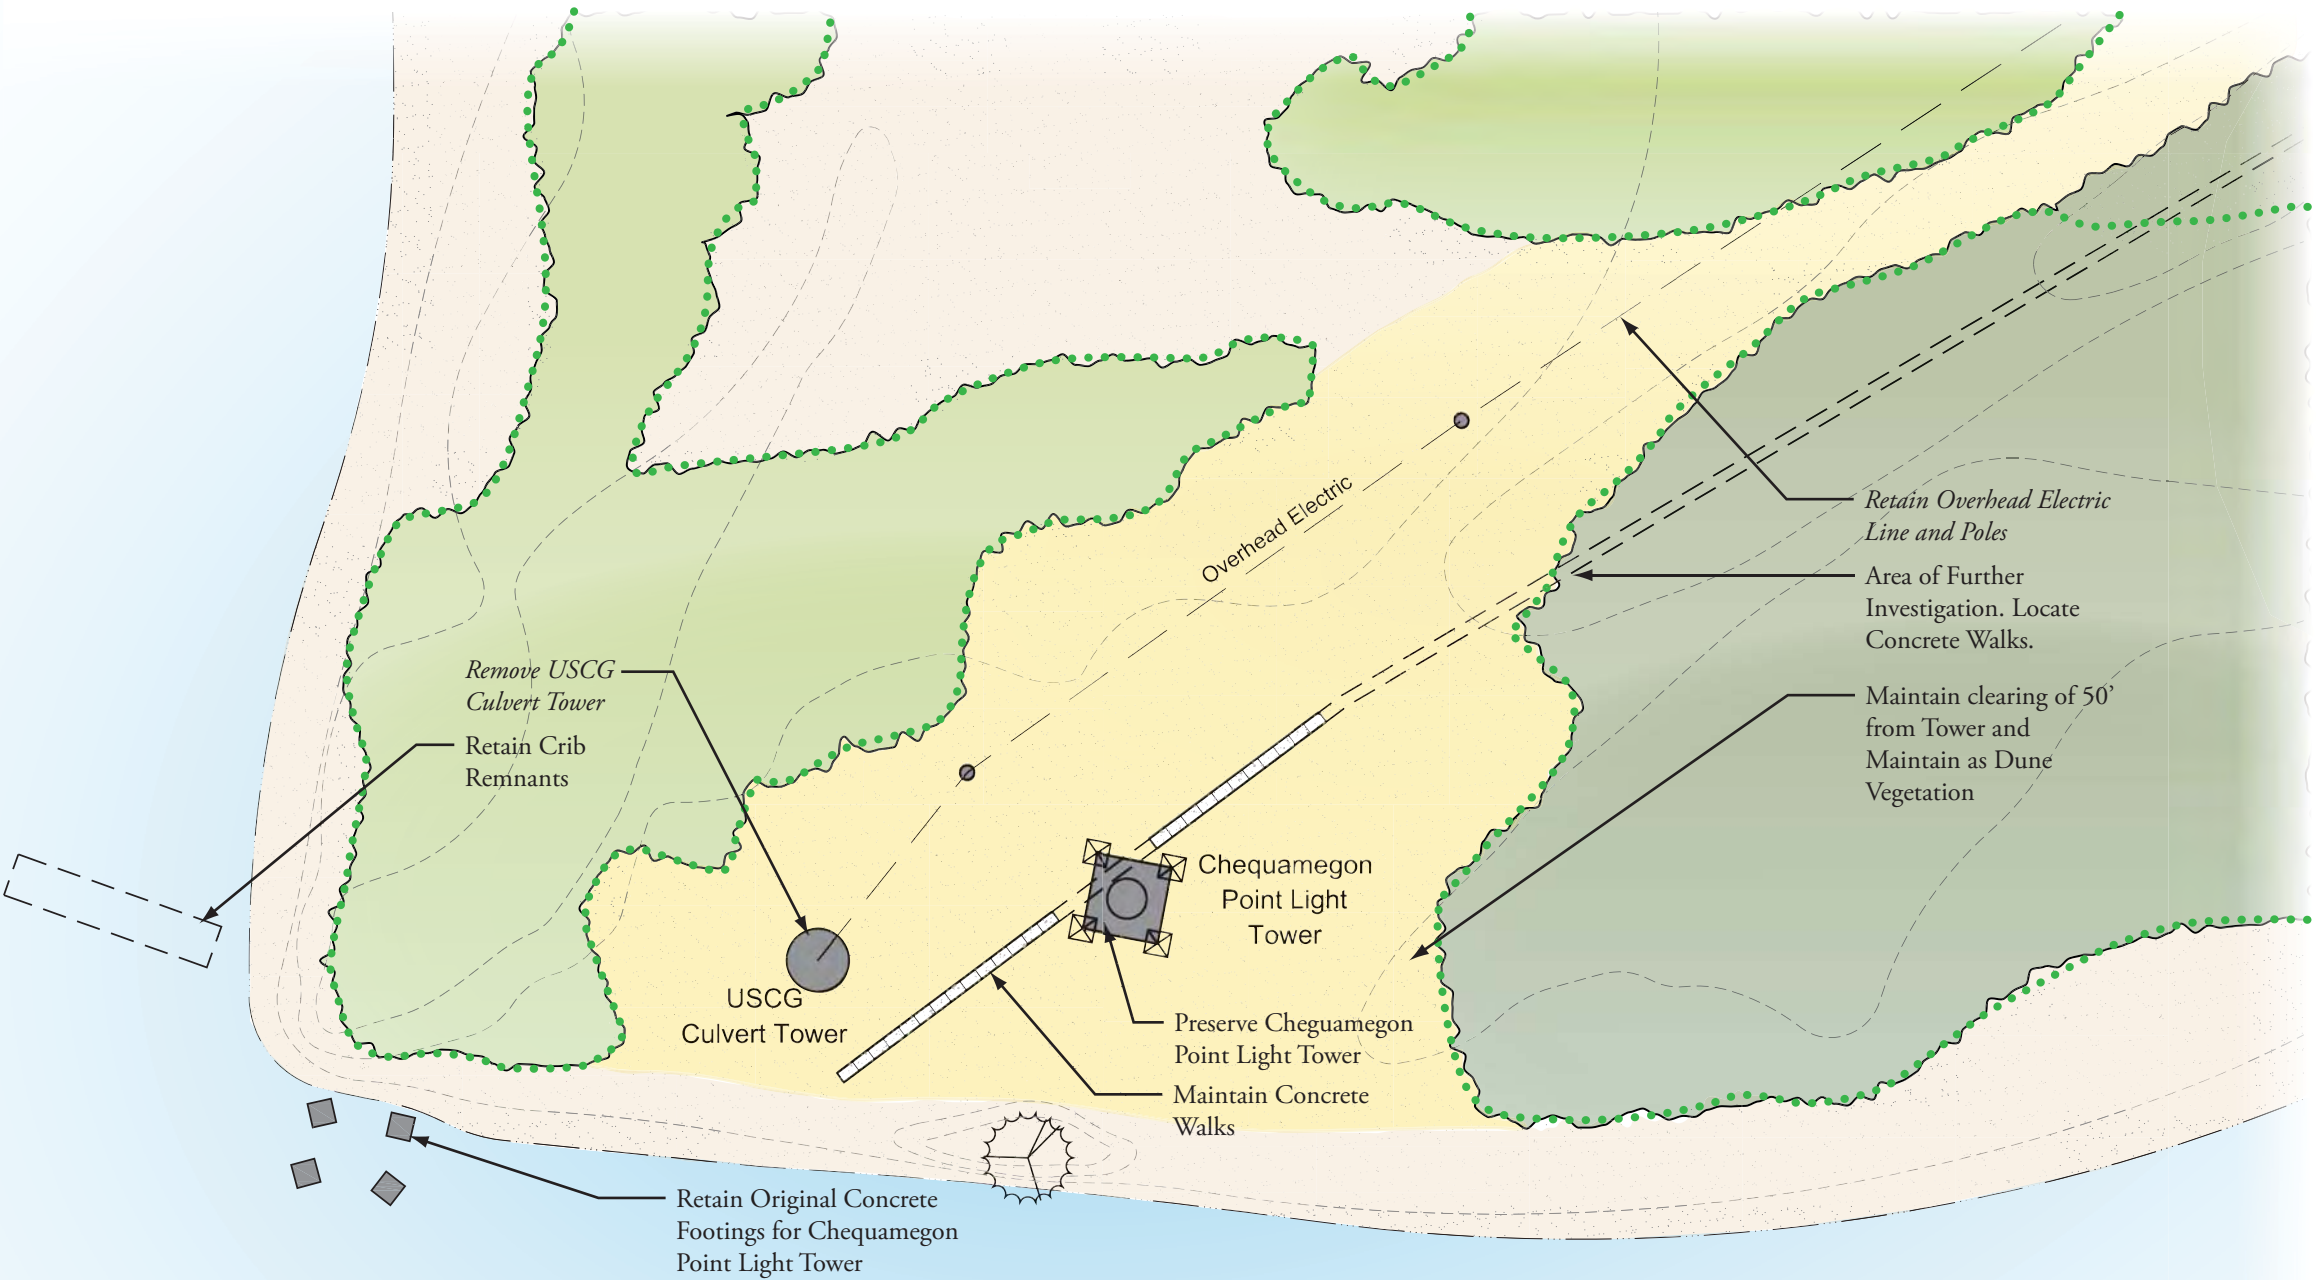 Overhead Electric
Retain Overhead Electric
Line and Poles
Area of Further
Investigation. Locate
Concrete Walks.
Remove USCG
Culvert Tower
Retain Crib
Remnants
Maintain clearing of 50’
from Tower and
Maintain as Dune
Vegetation
Chequamegon
Point Light
Tower
USCG
Culvert Tower
Preserve Cheguamegon
Point Light Tower
Maintain Concrete
Walks
Retain Original Concrete
Footings for Chequamegon
Point Light Tower